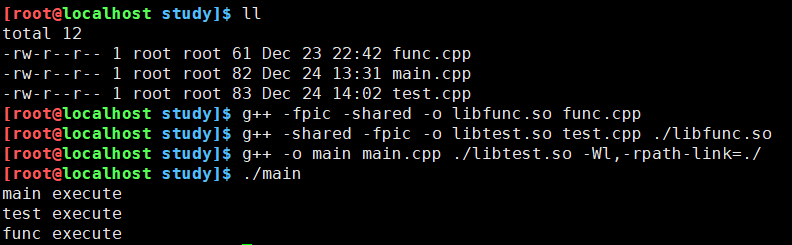 [root@localhost study]$ ll
total 12
-rw-r--r-- 1 root root 61 Dec 23 22:42 func.cpp
-rw-r--r-- 1 root root 82 Dec 24 13:31 main.cpp
-rw-r--r-- 1 root root 83 Dec 24 14:02 test.cpp
[root@localhost study]$ g++ -fpic -shared -o libfunc.so func.cpp
[root@localhost study]$ g++ -shared -fpic -o libtest.so test.cpp ./libfunc.so
[root@localhost study]$ g++ -o main main.cpp ./libtest.so -Wl,-rpath-link=./
[root@localhost study]$ ./main
main execute
test execute
func execute